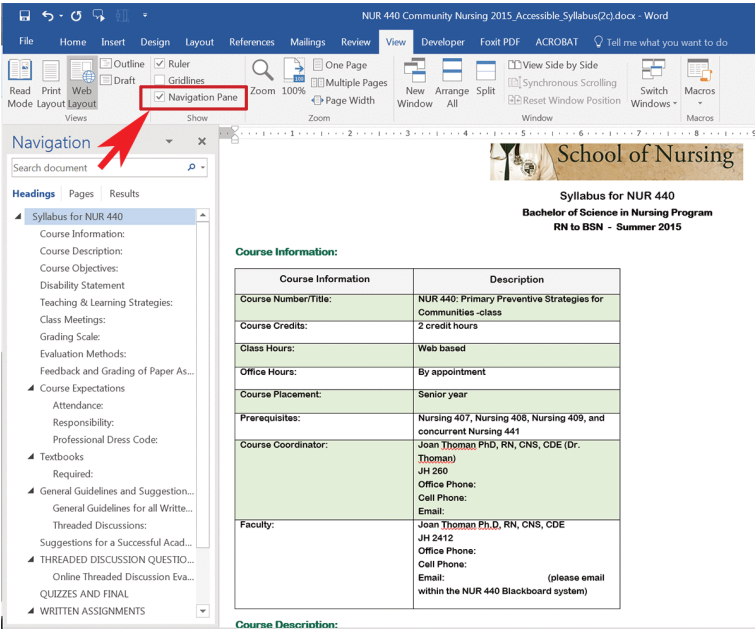 NUR 440 Community Nursing 2015_Accessible_Syllabus(2c).docx - Word
File Home Insert Design Layout References Mailings Review View Developer Foxit PDF ACROBAT Tell me what you want to do
Read Mode
Print Layout
Web Layout
Outline
Draft
Views
Ruler
Gridlines
Navigation Pane
Show
Zoom
100
100%
One Page
Multiple Pages
Page Width
Zoom
New Window
Arrange All
Split
View Side by Side
Synchronous Scrolling
Reset Window Position
Window
Switch Windows
Macros
Macros
Navigation
Search document
Headings Pages Results
Syllabus for NUR 440
Course Information:
Course Description:
Course Objectives:
Disability Statement
Teaching & Learning Strategies:
Class Meetings:
Grading Scale:
Evaluation Methods:
Feedback and Grading of Paper As...
Course Expectations
Attendance:
Responsibility:
Professional Dress Code:
Textbooks
Required:
General Guidelines and Suggestion...
General Guidelines for all Writte...
Threaded Discussions:
Suggestions for a Successful Acad...
THREADED DISCUSSION QUESTIO...
Online Threaded Discussion Eva...
QUIZZES AND FINAL
WRITTEN ASSIGNMENTS
1 2 3 4 5 6 7 8 9
School of Nursing
Syllabus for NUR 440
Bachelor of Science in Nursing Program
RN to BSN - Summer 2015
Course Information:
Course Information Description
Course Number/Title: NUR 440: Primary Preventive Strategies for
Communities -class
Course Credits: 2 credit hours
Class Hours: Web based
Office Hours: By appointment
Course Placement: Senior year
Prerequisites: Nursing 407, Nursing 408, Nursing 409, and
concurrent Nursing 441
Course Coordinator: Joan Thoman PhD, RN, CNS, CDE (Dr.
Thoman)
JH 260
Office Phone:
Cell Phone:
Email:
Faculty: Joan Thoman Ph.D, RN, CNS, CDE
JH 2412
Office Phone:
Cell Phone:
Email: (please email
within the NUR 440 Blackboard system)
Course Description: